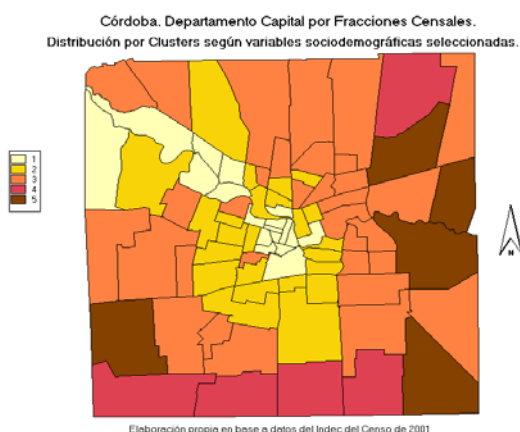 Córdoba. Departamento Capital por Fracciones Censales.
Distribución por Clusters según variables sociodemográficas seleccionadas.
1
2
3
4
5
N
Elaboración propia en base a datos del Indec del Censo de 2001